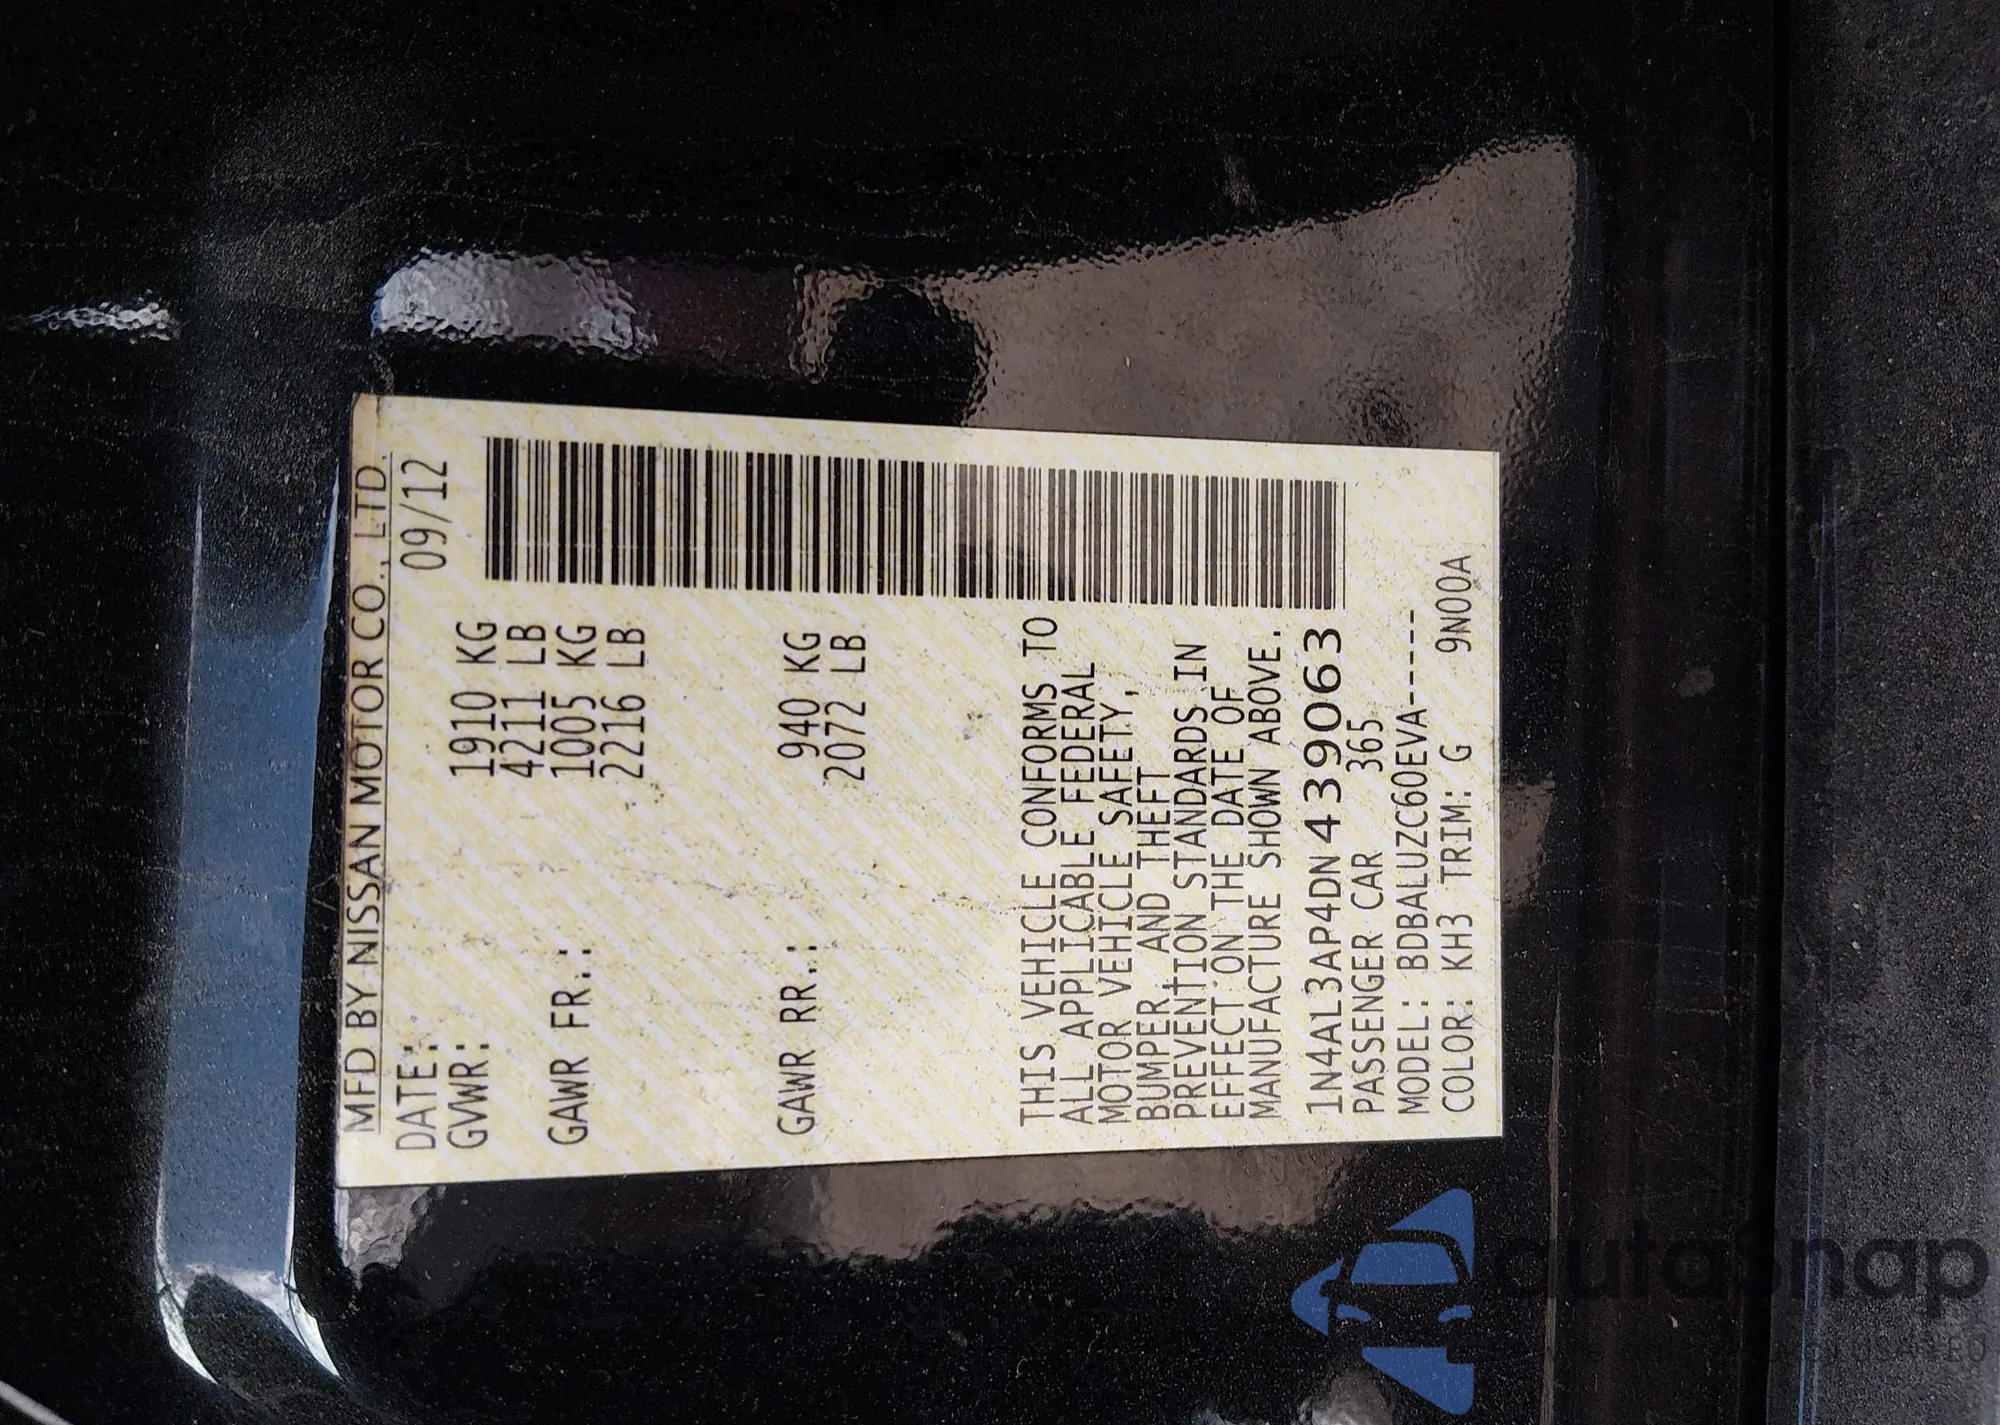 MFD BY NISSAN MOTOR CO., LTD.
DATE: 09/12
GVWR: 1910 KG
4211 LB
GAWR FR.: 1005 KG
2216 LB
GAWR RR.: 940 KG
2072 LB
THIS VEHICLE CONFORMS TO
ALL APPLICABLE FEDERAL
MOTOR VEHICLE SAFETY,
BUMPER, AND THEFT
PREVENTION STANDARDS IN
EFFECT ON THE DATE OF
MANUFACTURE SHOWN ABOVE.
1N4AL3AP4DN439063
PASSENGER CAR 365
MODEL: BDBALUZC60EVA-----
COLOR: KH3 TRIM: G 9N00A
autasnap